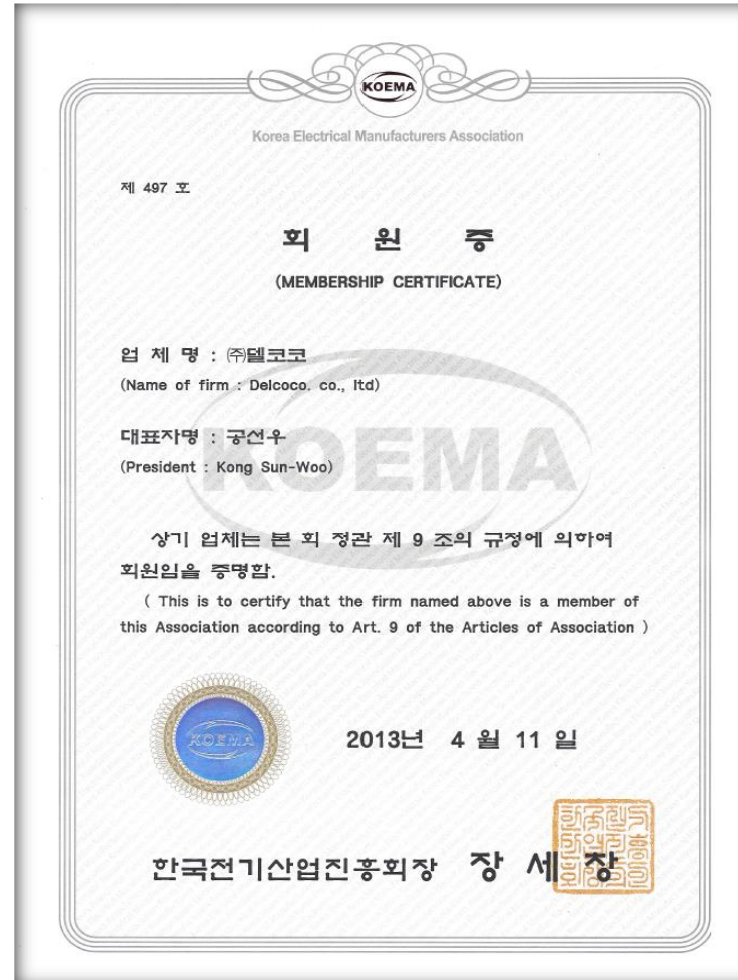 KOEMA
Korea Electrical Manufacturers Association
제 497 호
회 원 증
(MEMBERSHIP CERTIFICATE)
업 체 명 : ㈜델코코
(Name of firm : Delcoco. co., ltd)
대표자명 : 공선우
(President : Kong Sun-Woo)
KOEMA
상기 업체는 본 회 정관 제 9 조의 규정에 의하여
회원임을 증명함.
( This is to certify that the firm named above is a member of
this Association according to Art. 9 of the Articles of Association )
KOEMA
2013년 4 월 11 일
한국전기산업진흥회장 장 세 창